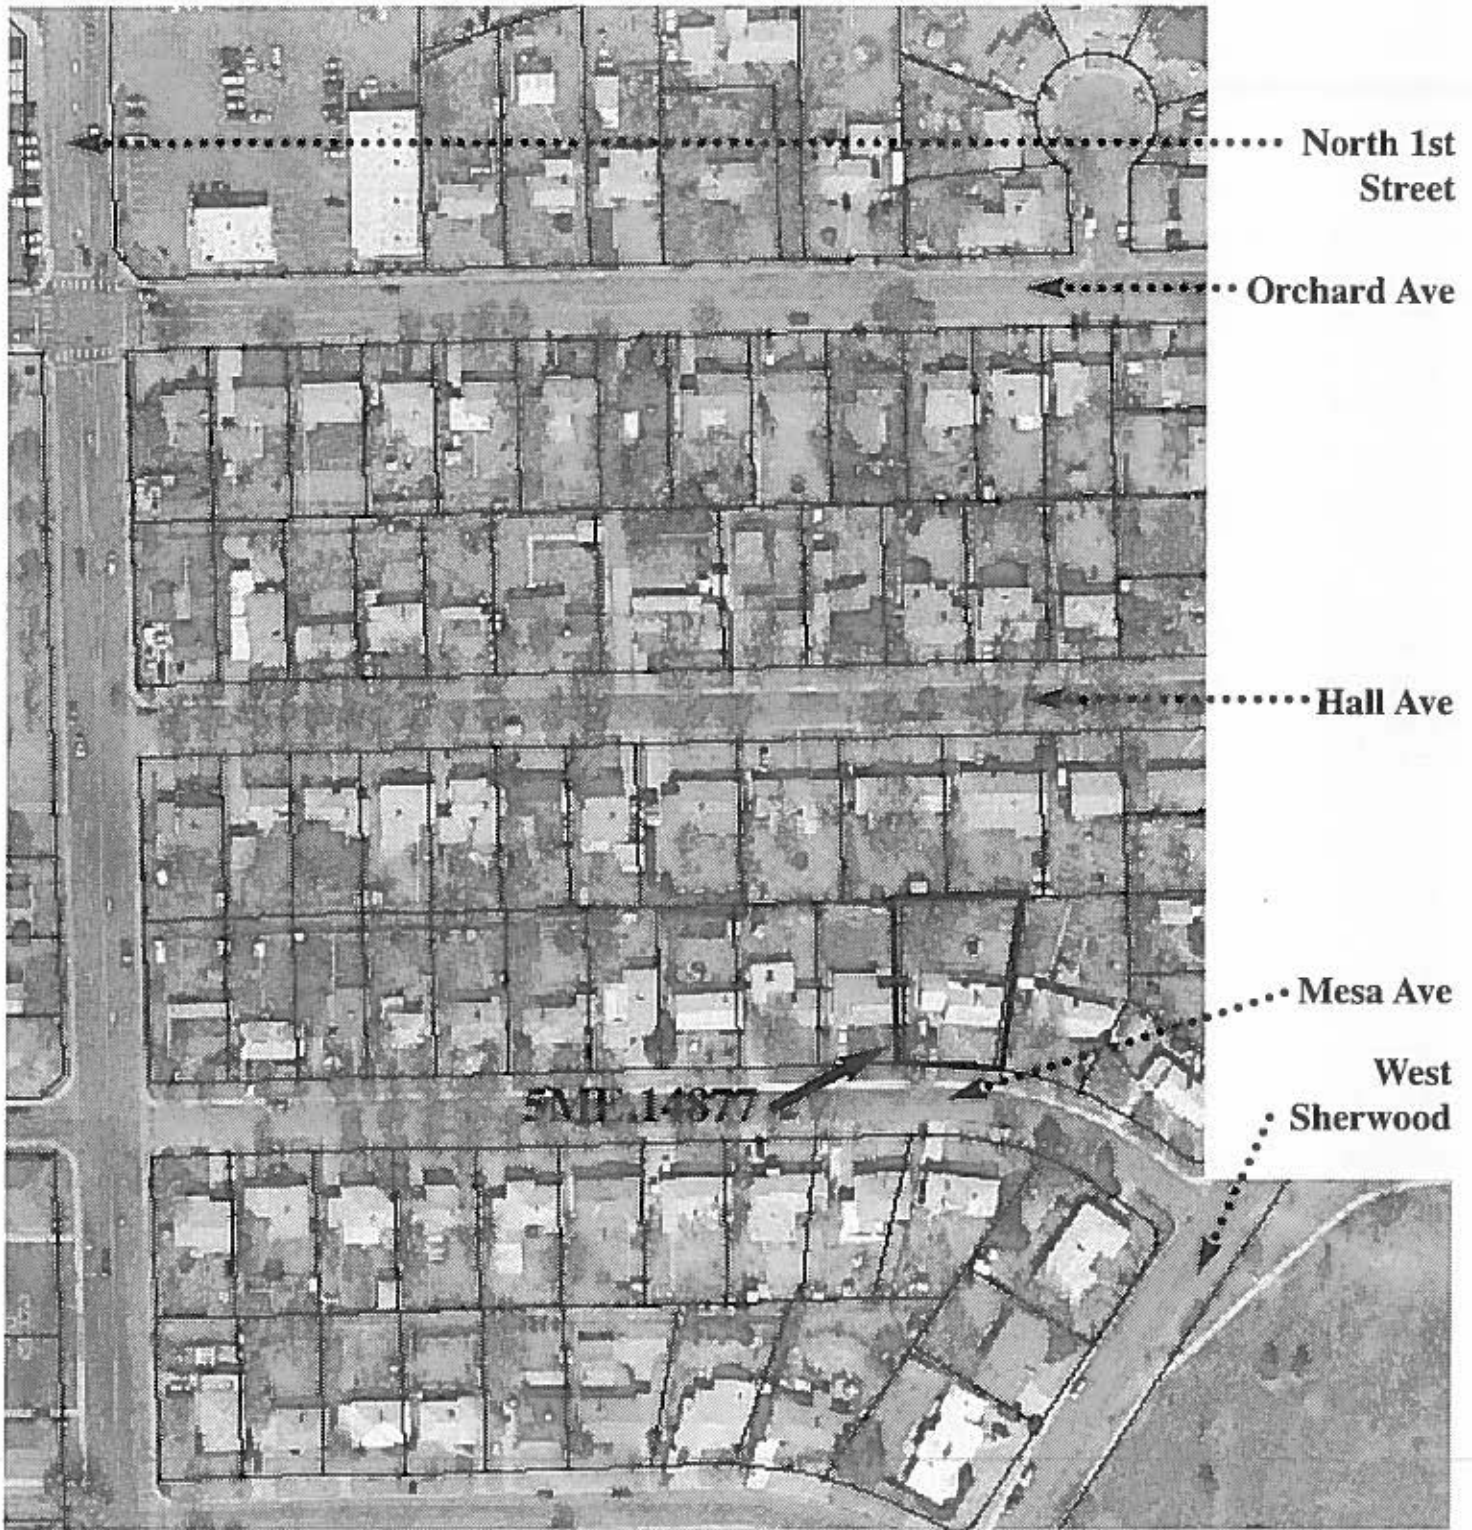 North 1st
Street
Orchard Ave
Hall Ave
Mesa Ave
West
Sherwood
5ME.14877